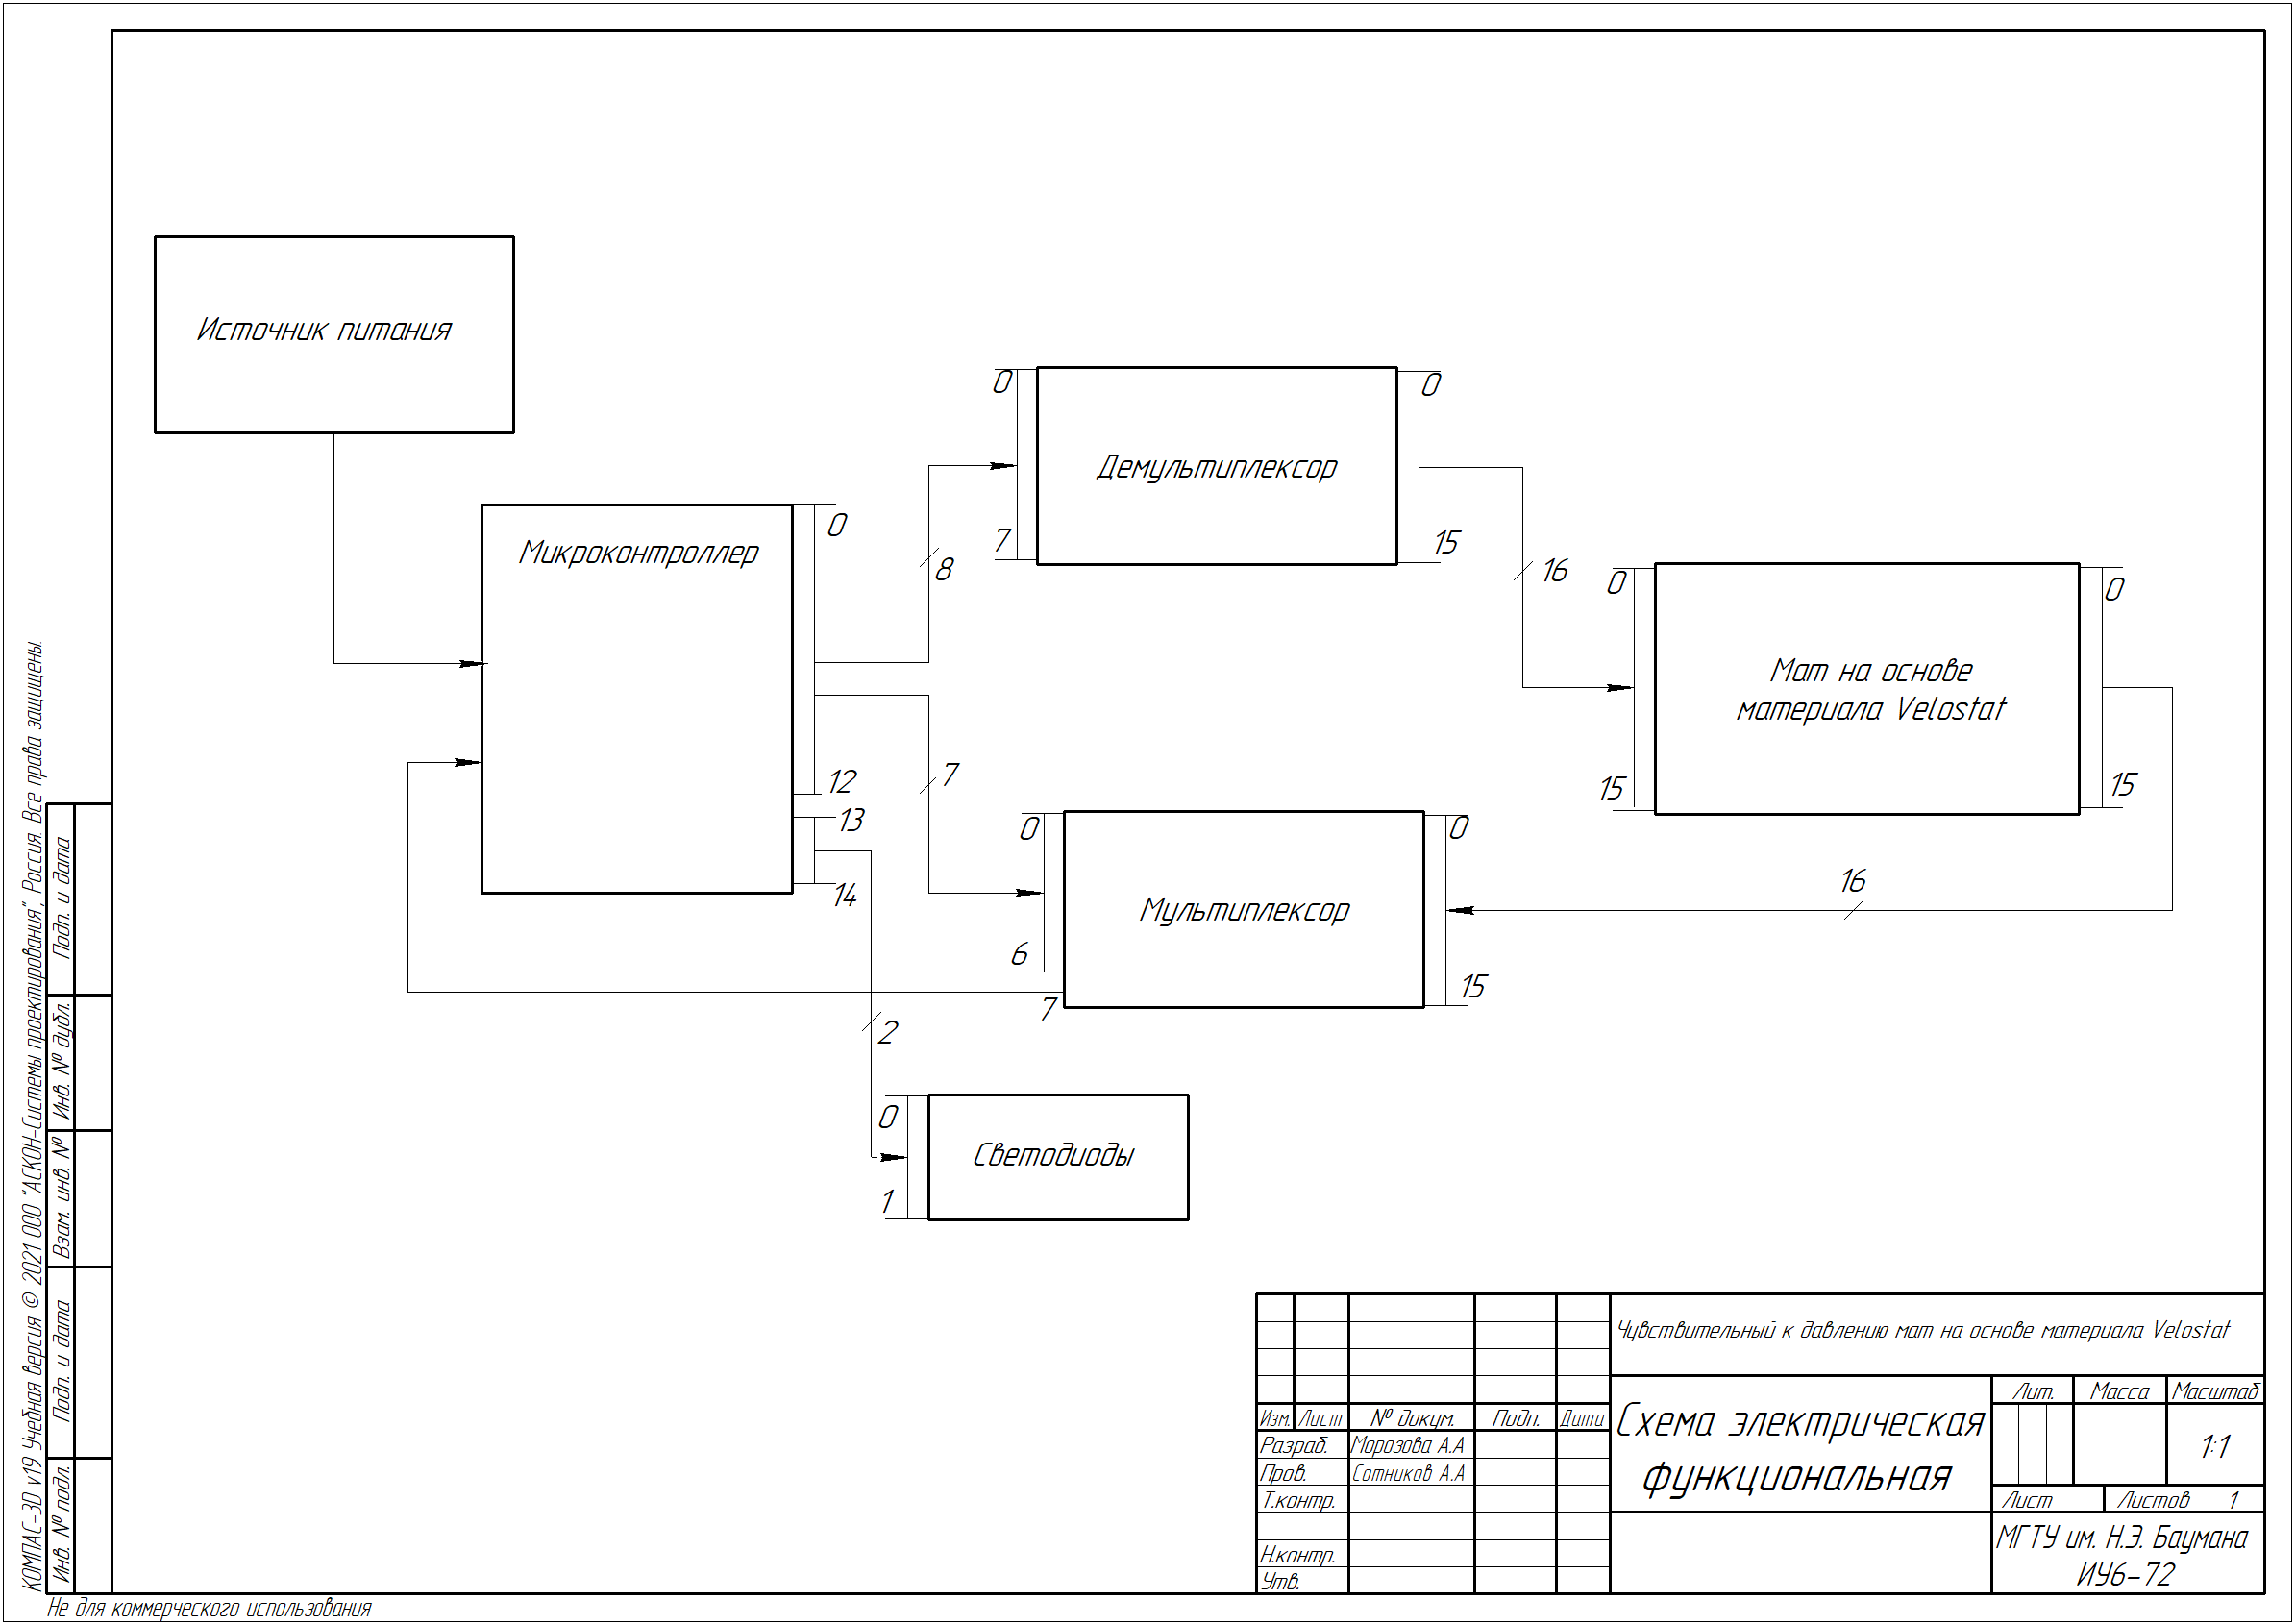 Источник питания
0
0
Демультиплексор
7
15
0
Микроконтроллер
8
16
0
0
Мат на основе
материала Velostat
12
7
15
15
13
0
0
14
16
Мультиплексор
6
15
7
2
0
Светодиоды
1
КОМПАС-3D v19 Учебная версия © 2021 ООО "АСКОН-Системы проектирования", Россия. Все права защищены.
Подп. и дата
Инв. № дубл.
Взам. инв. №
Подп. и дата
Инв. № подл.
Чувствительный к давлению мат на основе материала Velostat
Лит. Масса Масштаб
Изм. Лист № докум. Подп. Дата
Схема электрическая
функциональная
Разраб. Морозова А.А
1:1
Пров. Сотников А.А
Т.контр.
Лист Листов 1
Н.контр.
Утв.
МГТУ им. Н.Э. Баумана
ИУ6-72
Не для коммерческого использования